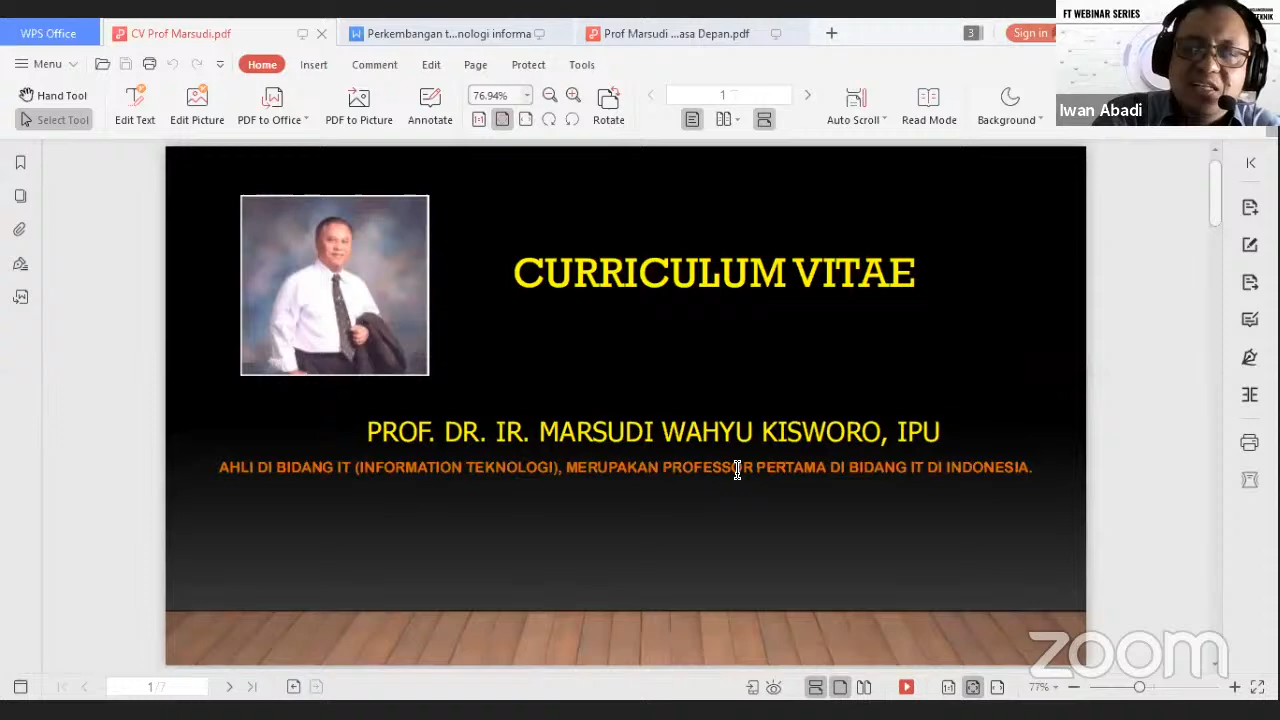 FT WEBINAR SERIES
TEKNIK
Iwan Abadi
WPS Office
CV Prof Marsudi.pdf
Perkembangan t...nologi informa
Prof Marsudi ...asa Depan.pdf
3
Sign in
Menu
Home
Insert
Comment
Edit
Page
Protect
Tools
Hand Tool
Select Tool
Edit Text
Edit Picture
PDF to Office
PDF to Picture
Annotate
76.94%
Rotate
1
Auto Scroll
Read Mode
Background
CURRICULUM VITAE
PROF. DR. IR. MARSUDI WAHYU KISWORO, IPU
AHLI DI BIDANG IT (INFORMATION TEKNOLOGI), MERUPAKAN PROFESSOR PERTAMA DI BIDANG IT DI INDONESIA.
zoom
1/7
77%